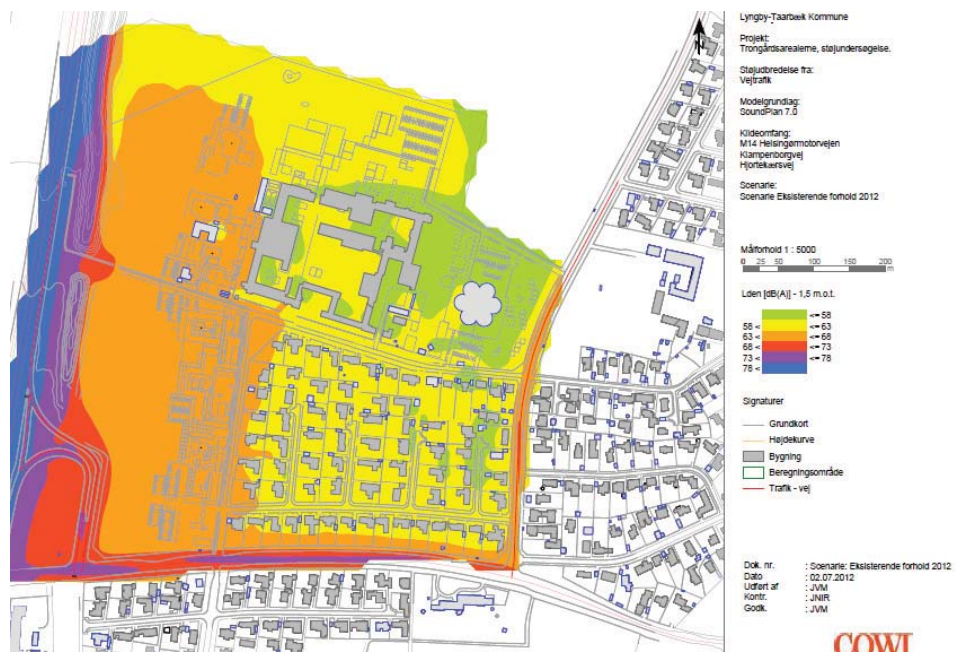 Lyngby-Taarbæk Kommune
Projekt:
Trongårdsarealerne, støjundersøgelse.
Støjudbredelse fra:
Vejtrafik
Modelgrundlag:
SoundPlan 7.0
Kildeomfang:
M14 Helsingørmotorvejen
Klampenborgvej
Hjortekærsvej
Scenarie:
Scenarie Eksisterende forhold 2012
Målforhold 1 : 5000
0 25 50 100 150 200
m
Lden [dB(A)] - 1,5 m.o.t.
<= 58
58 < <= 63
63 < <= 68
68 < <= 73
73 < <= 78
78 <
Signaturer
Grundkort
Højdekurve
Bygning
Beregningsområde
Trafik - vej
Dok. nr. : Scenarie: Eksisterende forhold 2012
Dato : 02.07.2012
Udført af : JVM
Kontr. : JNIR
Godk. : JVM
COWI